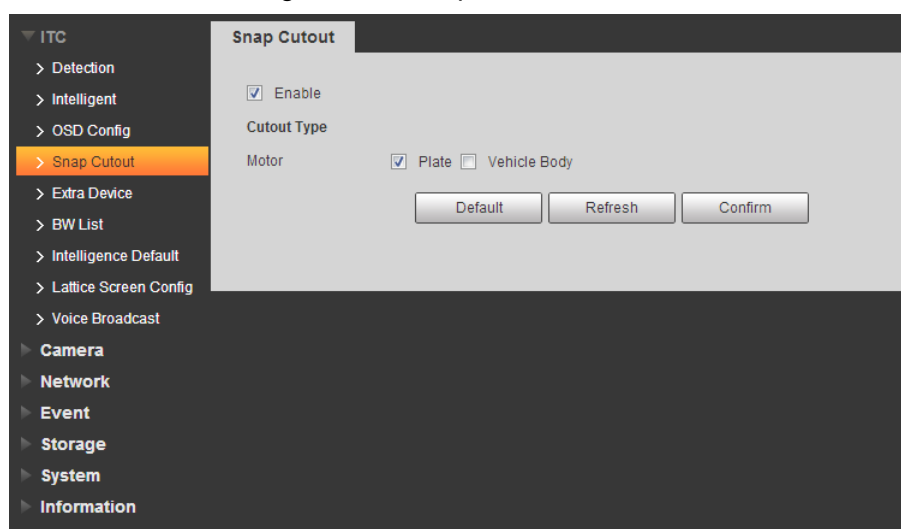 ITC
Detection
Intelligent
OSD Config
Snap Cutout
Extra Device
BW List
Intelligence Default
Lattice Screen Config
Voice Broadcast
Camera
Network
Event
Storage
System
Information
Snap Cutout
Enable
Cutout Type
Motor Plate Vehicle Body
Default Refresh Confirm